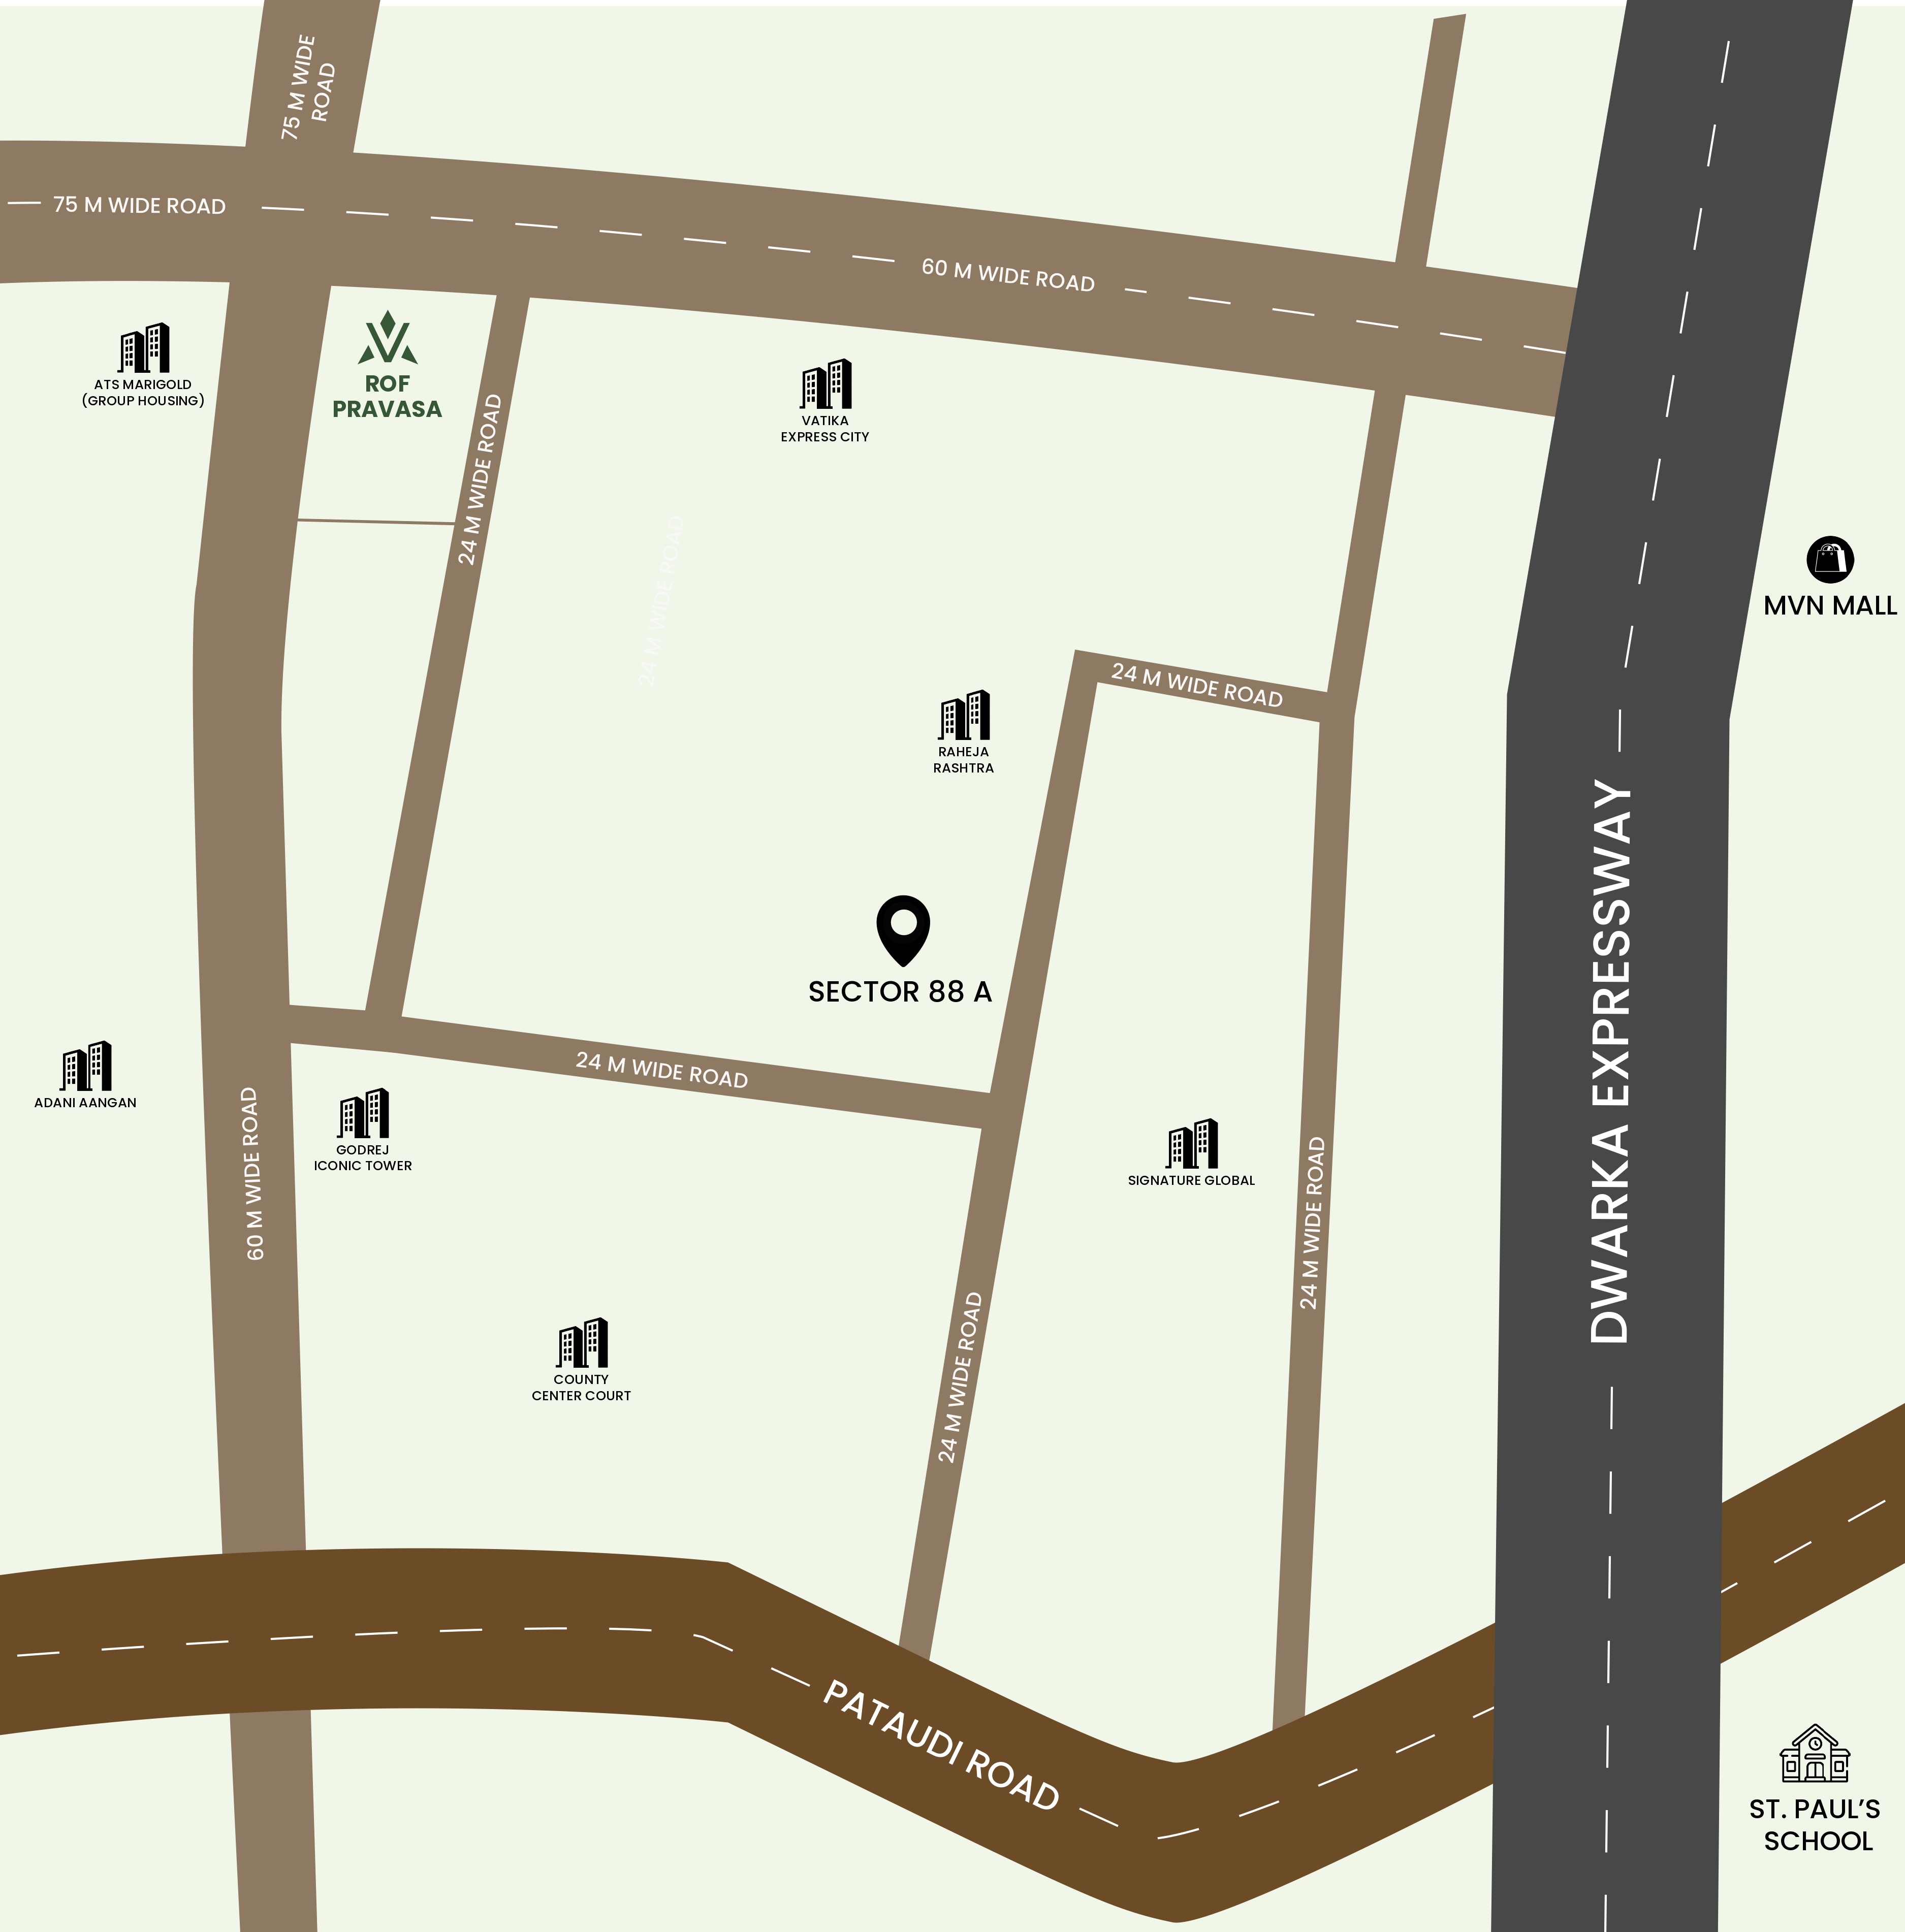 75 M WIDE
ROAD
75 M WIDE ROAD
60 M WIDE ROAD
ATS MARIGOLD
(GROUP HOUSING)
ROF
PRAVASA
24 M WIDE ROAD
VATIKA
EXPRESS CITY
24 M WIDE ROAD
MVN MALL
24 M WIDE ROAD
RAHEJA
RASHTRA
SECTOR 88 A
DWARKA EXPRESSWAY
24 M WIDE ROAD
ADANI AANGAN
60 M WIDE ROAD
GODREJ
ICONIC TOWER
SIGNATURE GLOBAL
24 M WIDE ROAD
24 M WIDE ROAD
COUNTY
CENTER COURT
PATAUDI ROAD
ST. PAUL’S
SCHOOL